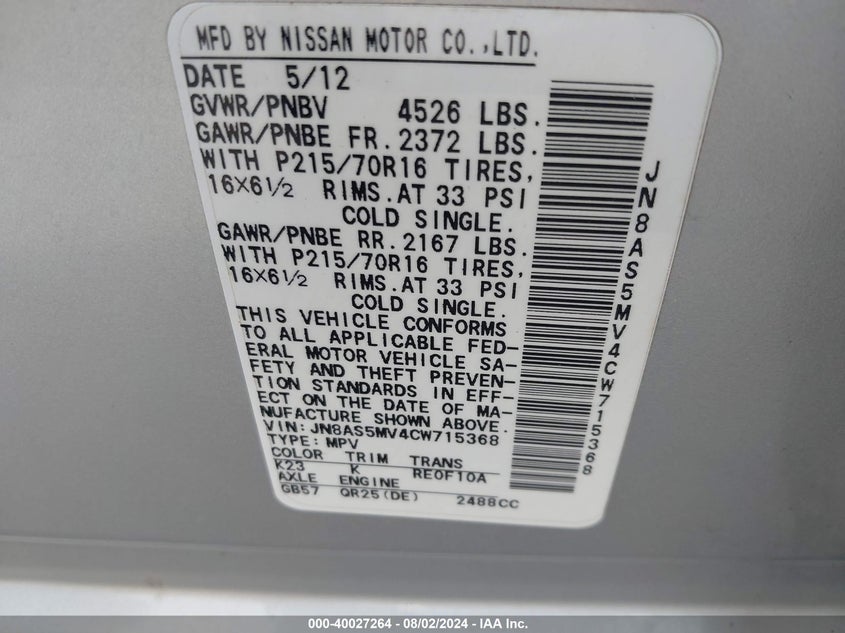 MFD BY NISSAN MOTOR CO.,LTD.
DATE 5/12
GVWR/PNBV 4526 LBS.
GAWR/PNBE FR. 2372 LBS.
WITH P215/70R16 TIRES,
16X6 1/2 RIMS.AT 33 PSI
COLD SINGLE.
GAWR/PNBE RR. 2167 LBS.
WITH P215/70R16 TIRES,
16X6 1/2 RIMS.AT 33 PSI
COLD SINGLE.
THIS VEHICLE CONFORMS
TO ALL APPLICABLE FED-
ERAL MOTOR VEHICLE SA-
FETY AND THEFT PREVEN-
TION STANDARDS IN EFF-
ECT ON THE DATE OF MA-
NUFACTURE SHOWN ABOVE.
VIN: JN8AS5MV4CW715368
TYPE: MPV
COLOR TRIM TRANS
K23 K RE0F10A
AXLE ENGINE
GB57 QR25(DE) 2488CC
JN8AS5MV4CW715368
000-40027264 - 08/02/2024 - IAA Inc.